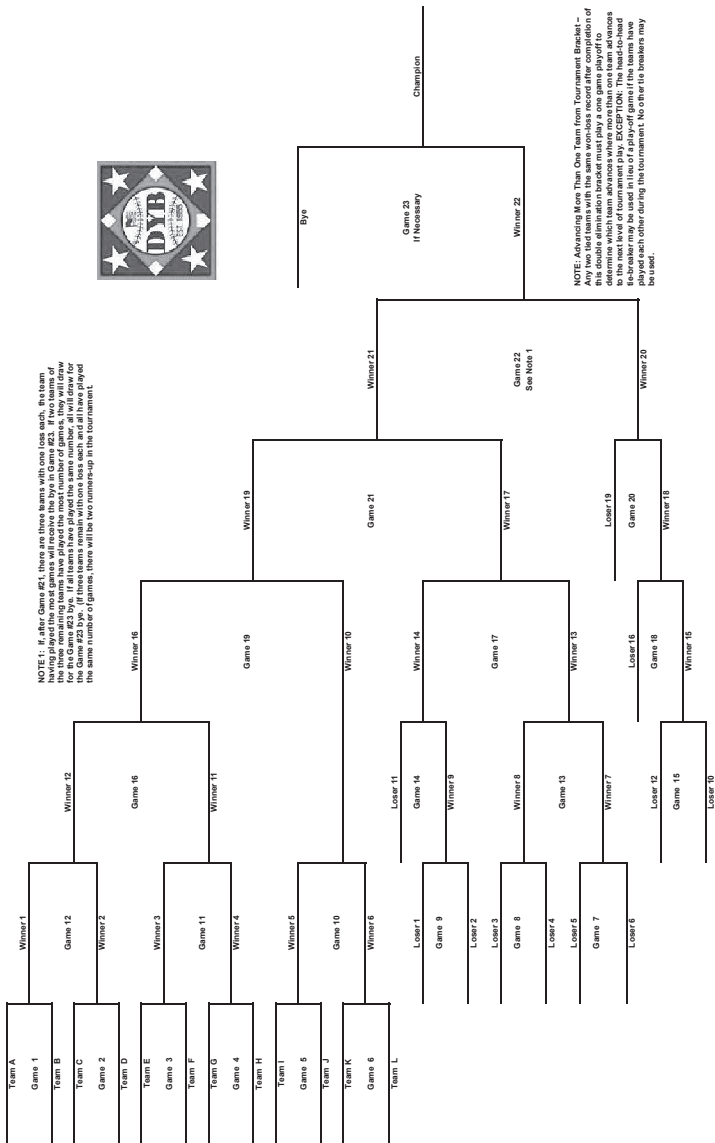 NOTE 1:  If, after Game #21, there are three teams with one loss each, the team
having played the most games will receive the bye in Game #23.  If two teams of
the three remaining teams have played the most number of games, they will draw
for the Game #23 bye.  If all teams have played the same number, all will draw for
the Game #23 bye.  (If three teams remain with one loss each and all have played
the same number of games, there will be two runners-up in the tournament.
DYB
EST. 1955
Team A
Game 1
Team B
Team C
Game 2
Team D
Team E
Game 3
Team F
Team G
Game 4
Team H
Team I
Game 5
Team J
Team K
Game 6
Team L
Winner 1
Game 12
Winner 2
Winner 3
Game 11
Winner 4
Winner 5
Game 10
Winner 6
Loser 1
Game 9
Loser 2
Loser 3
Game 8
Loser 4
Loser 5
Game 7
Loser 6
Winner 12
Game 16
Winner 11
Loser 11
Game 14
Winner 9
Winner 8
Game 13
Winner 7
Loser 12
Game 15
Loser 10
Winner 16
Game 19
Winner 10
Winner 14
Game 17
Winner 13
Loser 16
Game 18
Winner 15
Winner 19
Game 21
Winner 17
Loser 19
Game 20
Winner 18
Winner 21
Game 22
See Note 1
Winner 20
Bye
Game 23
If Necessary
Winner 22
Champion
NOTE: Advancing More Than One Team from Tournament Bracket –
Any two tied teams with the same won-loss record after completion of
this double elimination bracket must play a one game playoff to
determine which team advances where more than one team advances
to the next level of tournament play. EXCEPTION: The head-to-head
tie-breaker may be used in lieu of a play-off game if the teams have
played each other during the tournament. No other tie breakers may
be used.